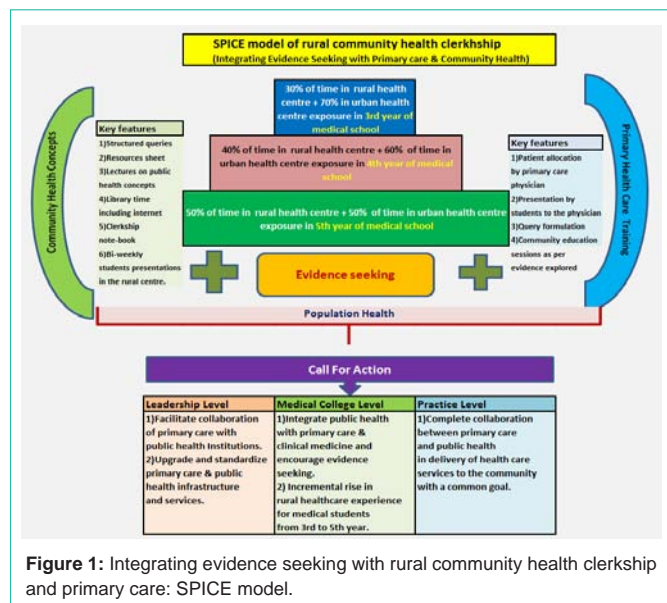 SPICE model of rural community health clerkhship
(Integrating Evidence Seeking with Primary care & Community Health)
30% of time in rural health
centre + 70% in urban health
centre exposure in 3rd year of
medical school
40% of time in rural health centre + 60% of time in
urban health centre exposure in 4th year of medical
school
50% of time in rural health centre + 50% of time in urban health centre
exposure in 5th year of medical school
Community Health Concepts
Key features
1)Structured queries
2)Resources sheet
3)Lectures on public
health concepts
4)Library time
including internet
5)Clerkship
note-book
6)Bi-weekly
students presentations
in the rural centre.
Evidence seeking
Key features
1)Patient allocation
by primary care
physician
2)Presentation by
students to the physician
3)Query formulation
4)Community education
sessions as per
evidence explored
Primary Health Care Training
Population Health
Call For Action
Leadership Level
1)Facilitate collaboration
of primary care with
public health Institutions.
2)Upgrade and standardize
primary care & public
health infrastructure
and services.
Medical College Level
1)Integrate public health
with primary care &
clinical medicine and
encourage evidence
seeking.
2) Incremental rise in
rural healthcare experience
for medical students
from 3rd to 5th year.
Practice Level
1)Complete collaboration
between primary care
and public health
in delivery of health care
services to the community
with a common goal.
Figure 1: Integrating evidence seeking with rural community health clerkship
and primary care: SPICE model.